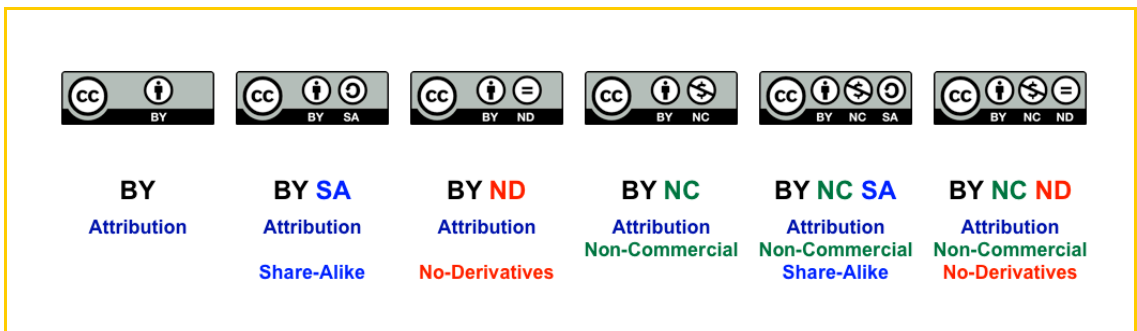 cc BY
cc BY SA
cc BY ND
cc BY NC
cc BY NC SA
cc BY NC ND
BY
Attribution
BY SA
Attribution
Share-Alike
BY ND
Attribution
No-Derivatives
BY NC
Attribution
Non-Commercial
BY NC SA
Attribution
Non-Commercial
Share-Alike
BY NC ND
Attribution
Non-Commercial
No-Derivatives